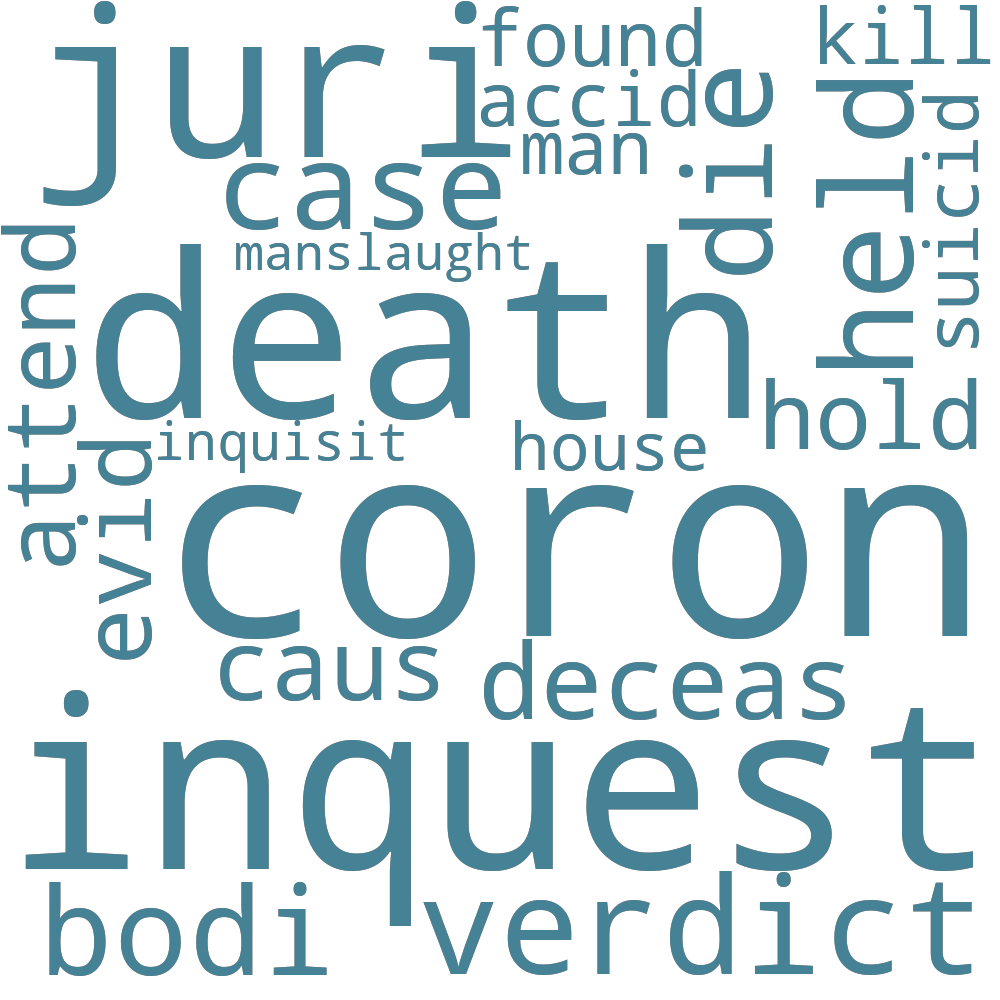 juri
found
kill
accid
man
die
held
suicid
case
manslaught
attend
death
hold
inquisit
house
evid
coron
caus
deceas
inquest
bodi
verdict